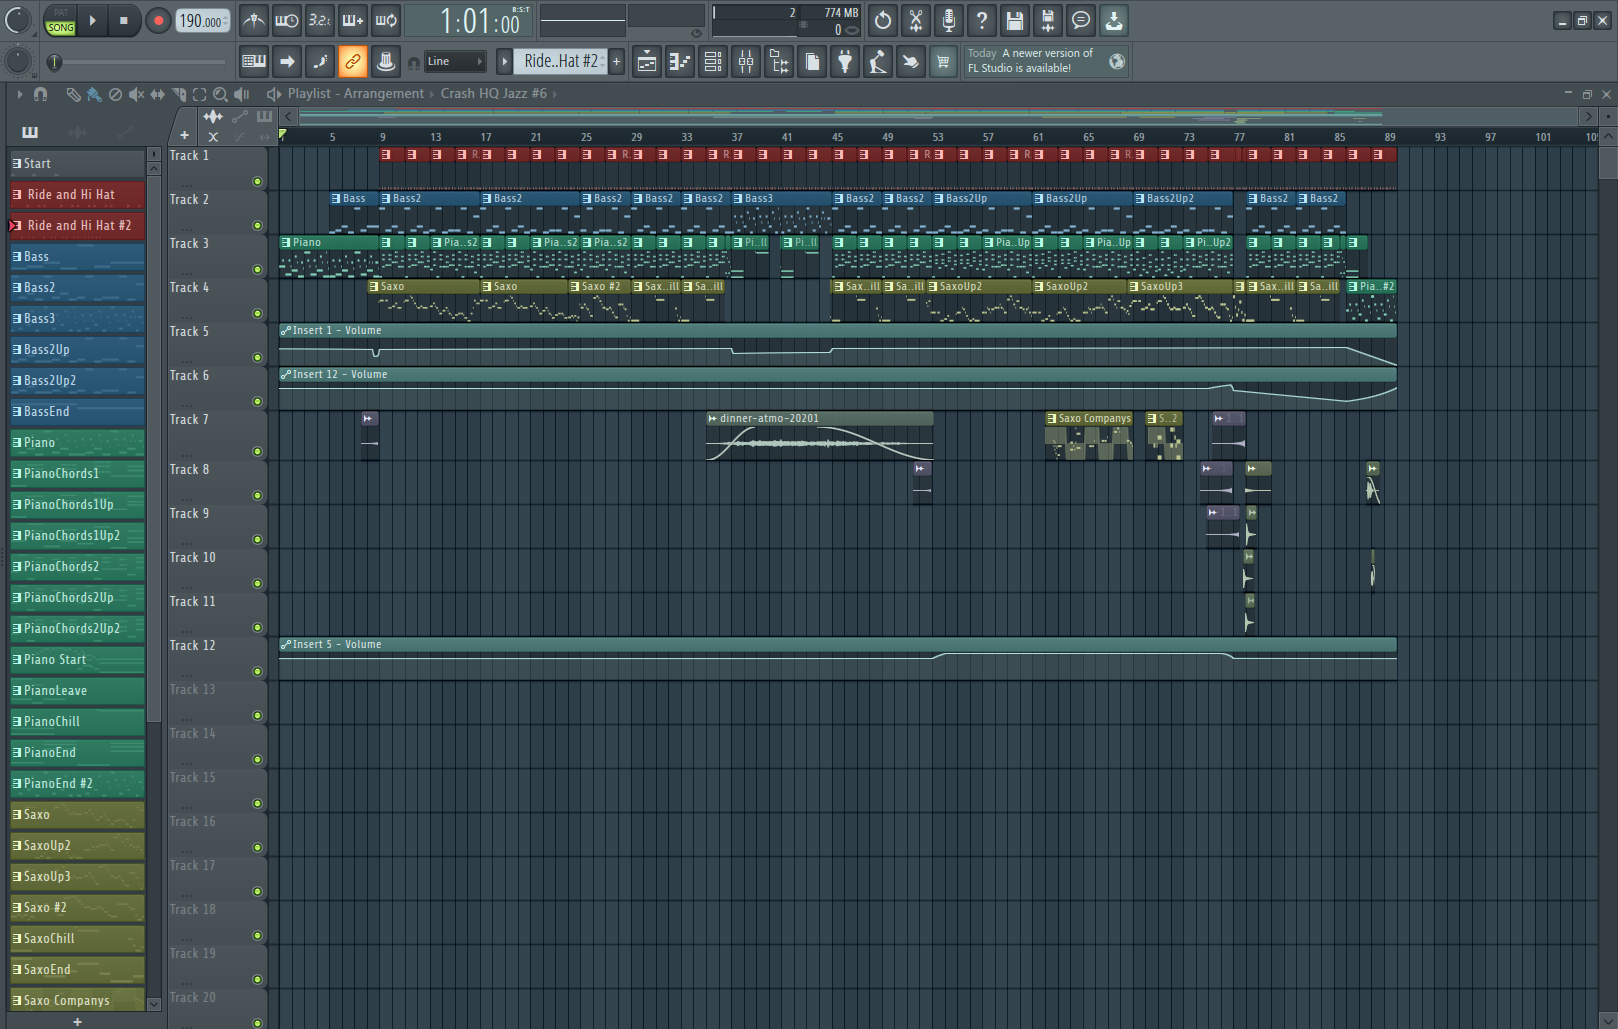 PAT
SONG
190.000
3.2.
1:01:00
B:S:T
2
774 MB
0
Line
Ride..Hat #2
+
Today A newer version of
FL Studio is available!
Playlist - Arrangement Crash HQ Jazz #6
5 9 13 17 21 25 29 33 37 41 45 49 53 57 61 65 69 73 77 81 85 89 93 97 101
Start
Ride and Hi Hat
Ride and Hi Hat #2
Bass
Bass2
Bass3
Bass2Up
Bass2Up2
BassEnd
Piano
PianoChords1
PianoChords1Up
PianoChords1Up2
PianoChords2
PianoChords2Up
PianoChords2Up2
Piano Start
PianoLeave
PianoChill
PianoEnd
PianoEnd #2
Saxo
SaxoUp2
SaxoUp3
Saxo #2
SaxoChill
SaxoEnd
Saxo Companys
+
Track 1
R. R. R. R. R. R.
Track 2
Bass Bass2 Bass2 Bass2 Bass2 Bass2 Bass3 Bass2 Bass2 Bass2Up Bass2Up Bass2Up2 Bass2 Bass2
Track 3
Piano Pia..s2 Pia..s2 Pia..s2 Pi..ll Pi..ll Pia..Up Pia..Up Pi..Up2
Track 4
Saxo Saxo Saxo #2 Sax..ill Sa..ill Sax..ill Sa..ill SaxoUp2 SaxoUp2 SaxoUp3 Sax..ill Sa..ill Pia..#2
Track 5
Insert 1 - Volume
Track 6
Insert 12 - Volume
Track 7
dinner-atmo-20201 Saxo Companys S..2
Track 8
Track 9
Track 10
Track 11
Track 12
Insert 5 - Volume
Track 13
Track 14
Track 15
Track 16
Track 17
Track 18
Track 19
Track 20